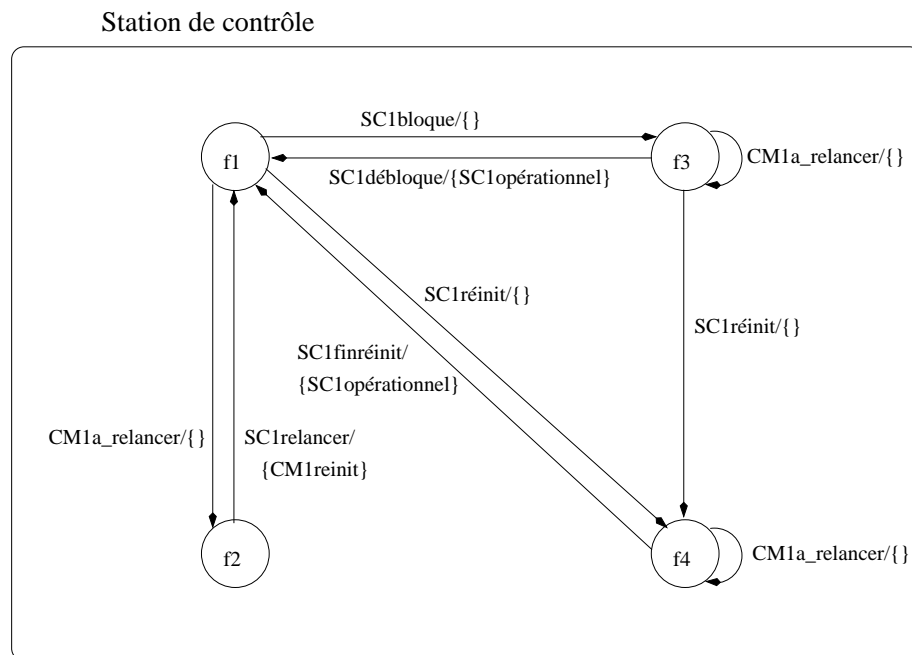 Station de contrôle
SC1bloque/{}
f1
f3
CM1a_relancer/{}
SC1débloque/{SC1opérationnel}
SC1réinit/{}
SC1réinit/{}
SC1finréinit/
{SC1opérationnel}
CM1a_relancer/{}
SC1relancer/
{CM1reinit}
f2
f4
CM1a_relancer/{}